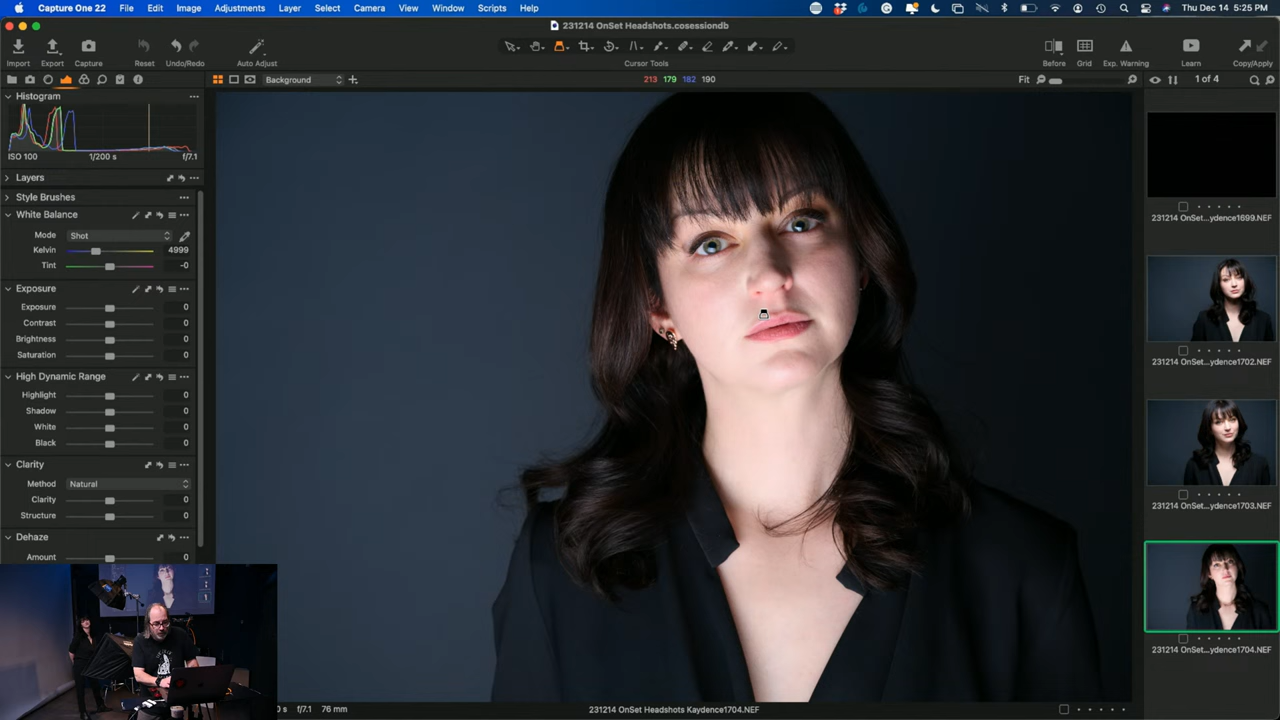 Capture One 22 File Edit Image Adjustments Layer Select Camera View Window Scripts Help Thu Dec 14 5:25 PM
231214 OnSet Headshots.cosessiondb
Import Export Capture Reset Undo/Redo Auto Adjust Cursor Tools Before Grid Exp. Warning Learn Copy/Apply
Background 213 179 182 190 Fit 1 of 4
Histogram
ISO 100 1/200 s f/7.1
Layers
Style Brushes
White Balance
Mode Shot
Kelvin 4999
Tint -0
Exposure
Exposure 0
Contrast 0
Brightness 0
Saturation 0
High Dynamic Range
Highlight 0
Shadow 0
White 0
Black 0
Clarity
Method Natural
Clarity 0
Structure 0
Dehaze
Amount 0
231214 OnSet...ydence1699.NEF
231214 OnSet...ydence1702.NEF
231214 OnSet...ydence1703.NEF
231214 OnSet...ydence1704.NEF
0 s f/7.1 76 mm 231214 OnSet Headshots Kaydence1704.NEF